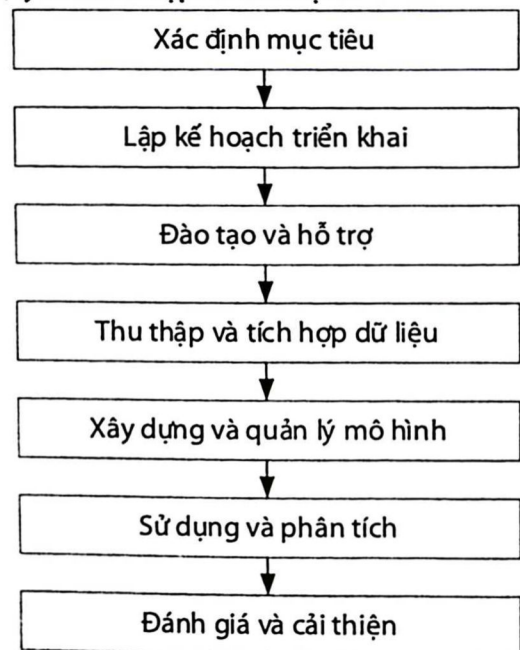 Xác định mục tiêu
Lập kế hoạch triển khai
Đào tạo và hỗ trợ
Thu thập và tích hợp dữ liệu
Xây dựng và quản lý mô hình
Sử dụng và phân tích
Đánh giá và cải thiện